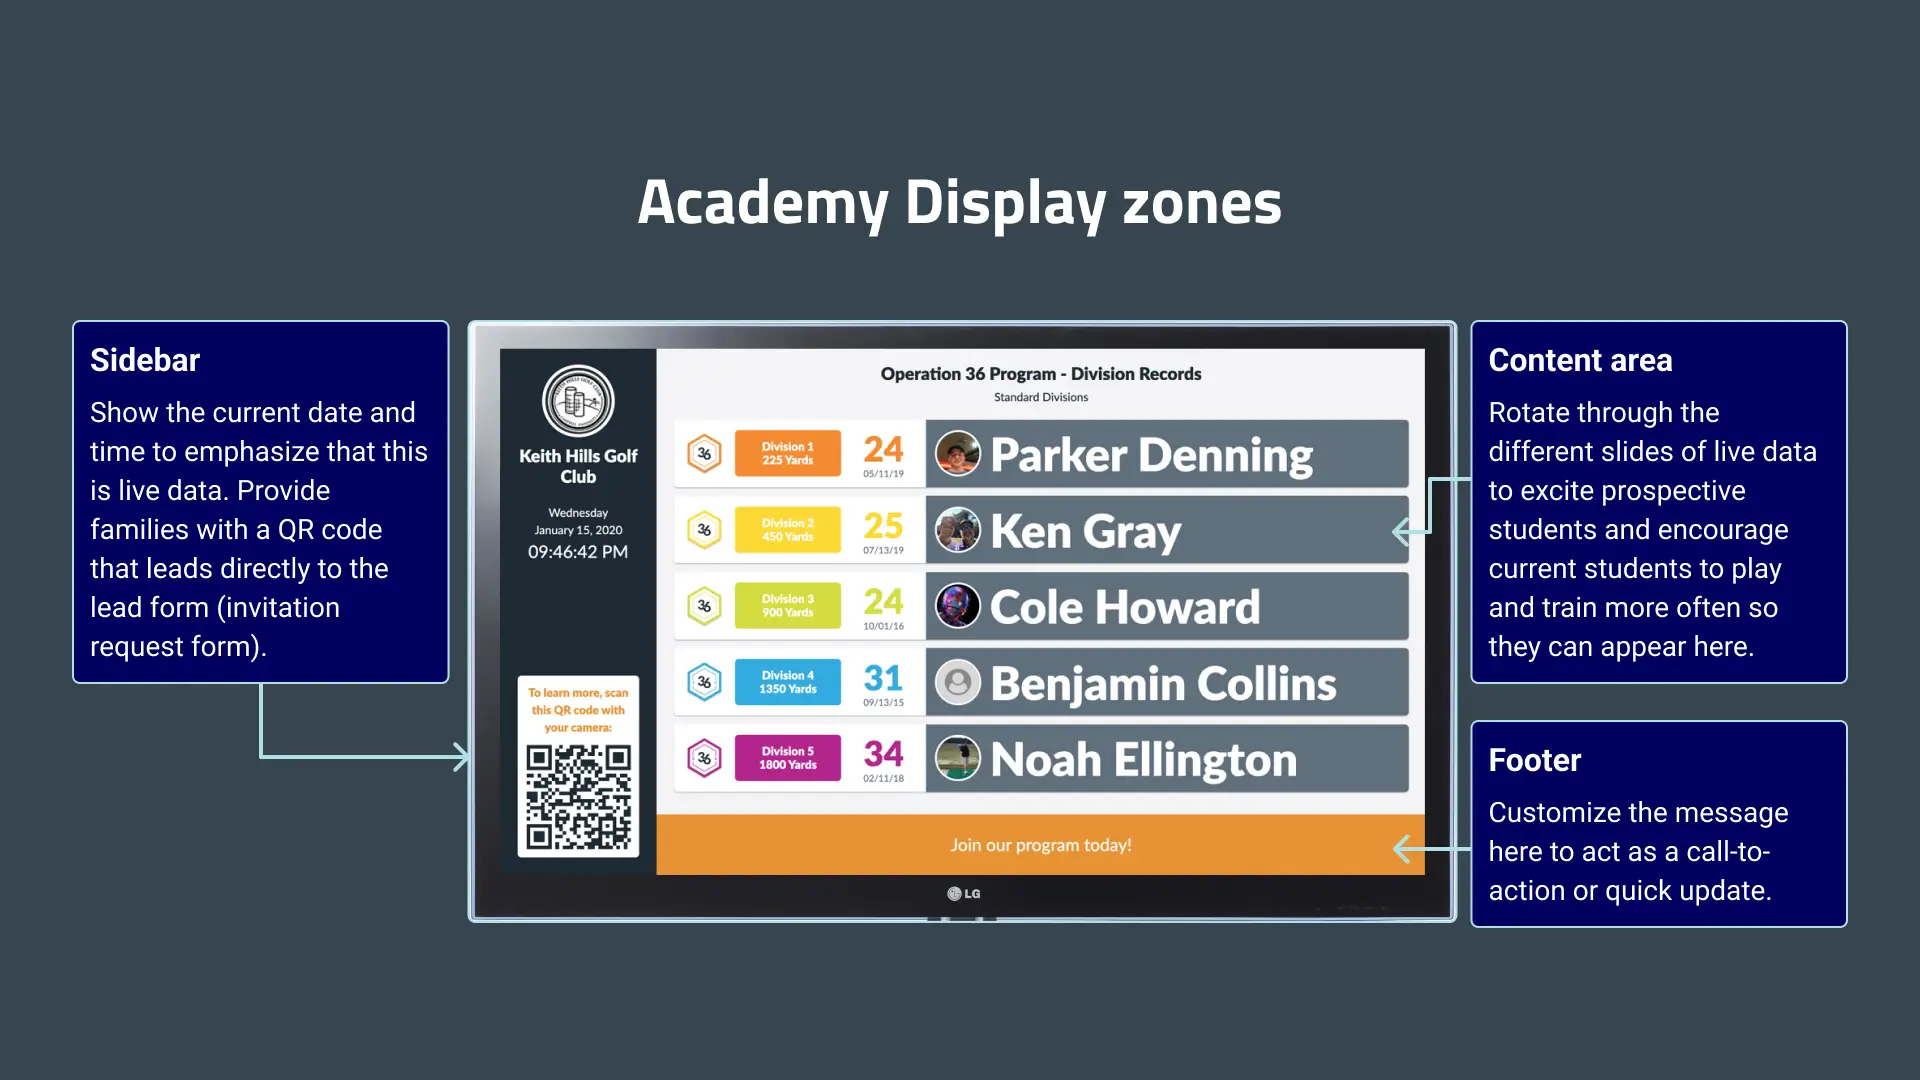 Academy Display zones
Sidebar
Show the current date and
time to emphasize that this
is live data. Provide
families with a QR code
that leads directly to the
lead form (invitation
request form).
Keith Hills Golf
Club
Wednesday
January 15, 2020
09:46:42 PM
To learn more, scan
this QR code with
your camera:
Operation 36 Program - Division Records
Standard Divisions
36
Division 1
225 Yards
24
05/11/19
Parker Denning
36
Division 2
450 Yards
25
07/13/19
Ken Gray
36
Division 3
900 Yards
24
10/01/16
Cole Howard
36
Division 4
1350 Yards
31
09/13/15
Benjamin Collins
36
Division 5
1800 Yards
34
02/11/18
Noah Ellington
Join our program today!
LG
Content area
Rotate through the
different slides of live data
to excite prospective
students and encourage
current students to play
and train more often so
they can appear here.
Footer
Customize the message
here to act as a call-to-
action or quick update.